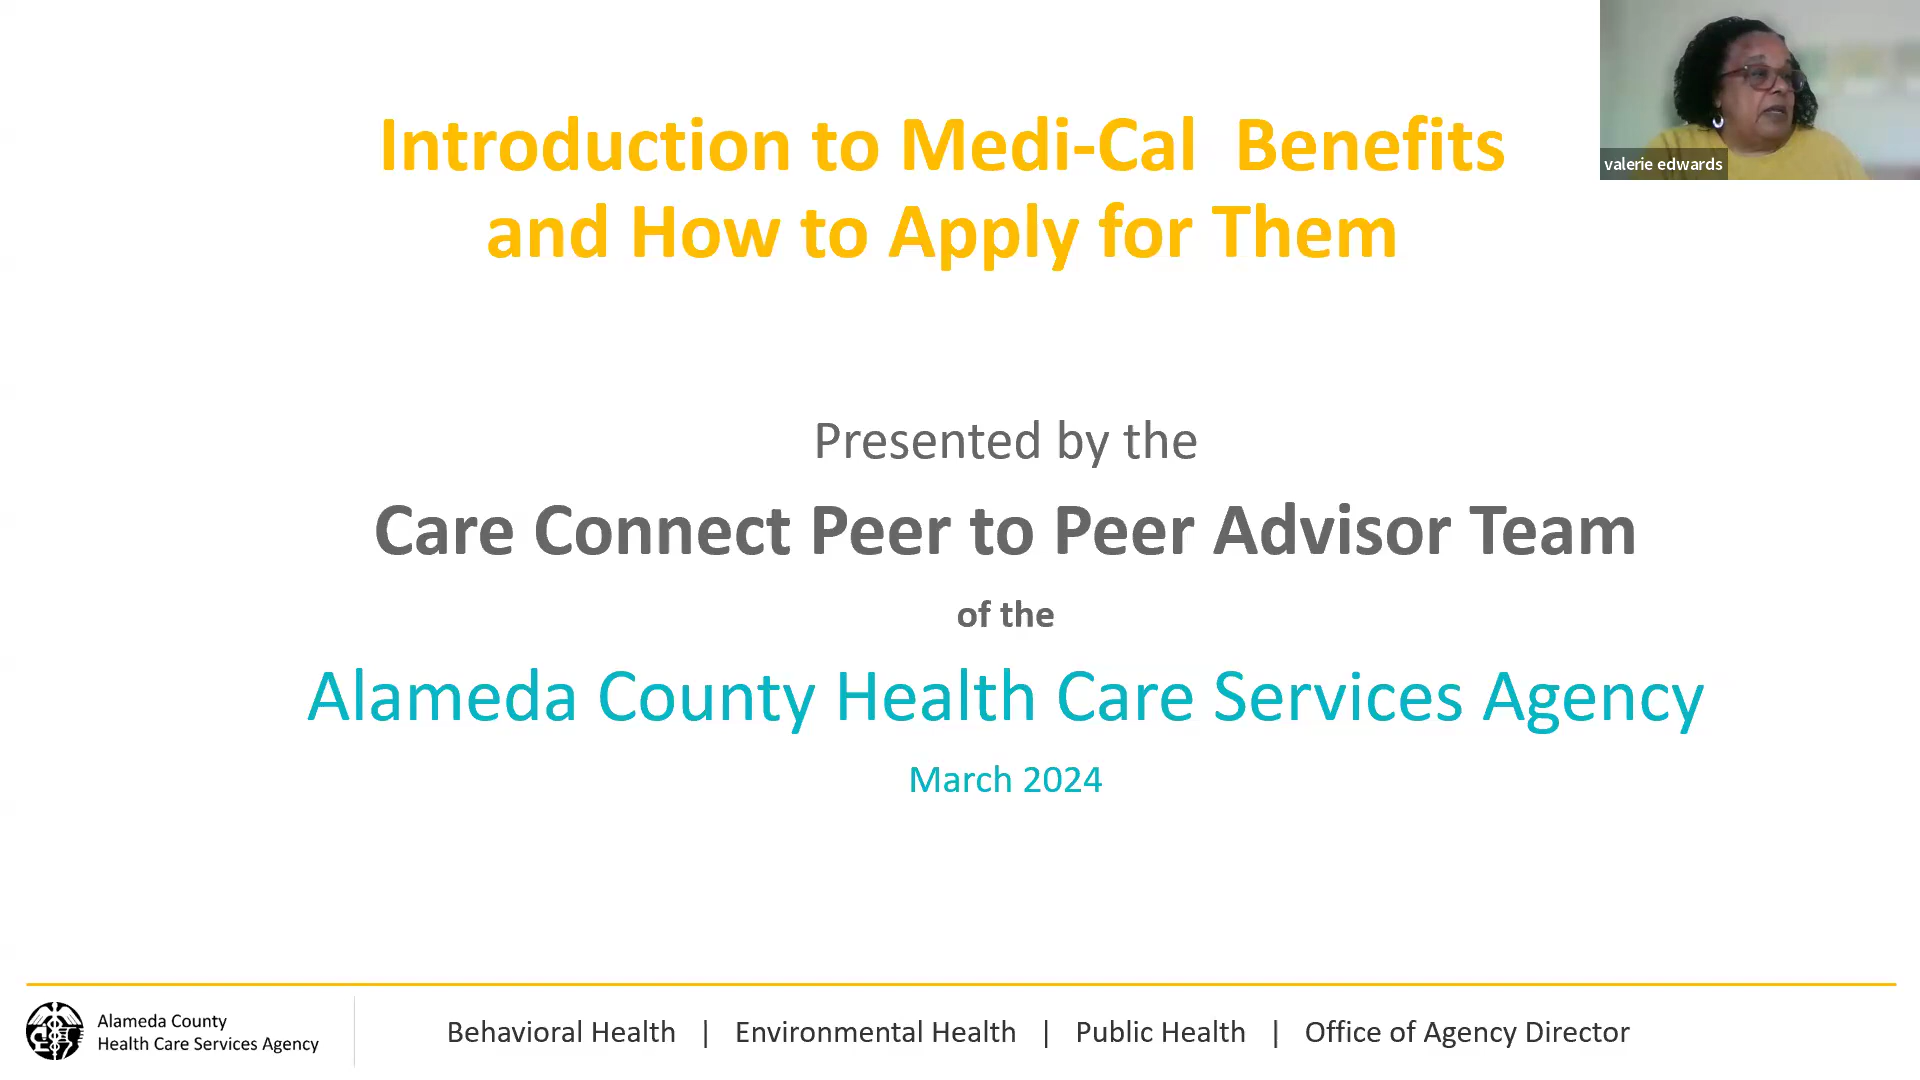 Introduction to Medi-Cal  Benefits
and How to Apply for Them
valerie edwards
Presented by the
Care Connect Peer to Peer Advisor Team
of the
Alameda County Health Care Services Agency
March 2024
Alameda County
Health Care Services Agency
Behavioral Health | Environmental Health | Public Health | Office of Agency Director